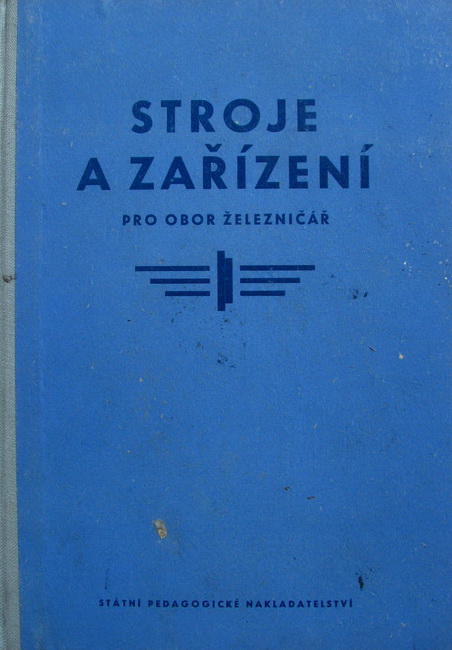 STROJE
A ZAŘÍZENÍ
PRO OBOR ŽELEZNIČÁŘ
STÁTNÍ PEDAGOGICKÉ NAKLADATELSTVÍ